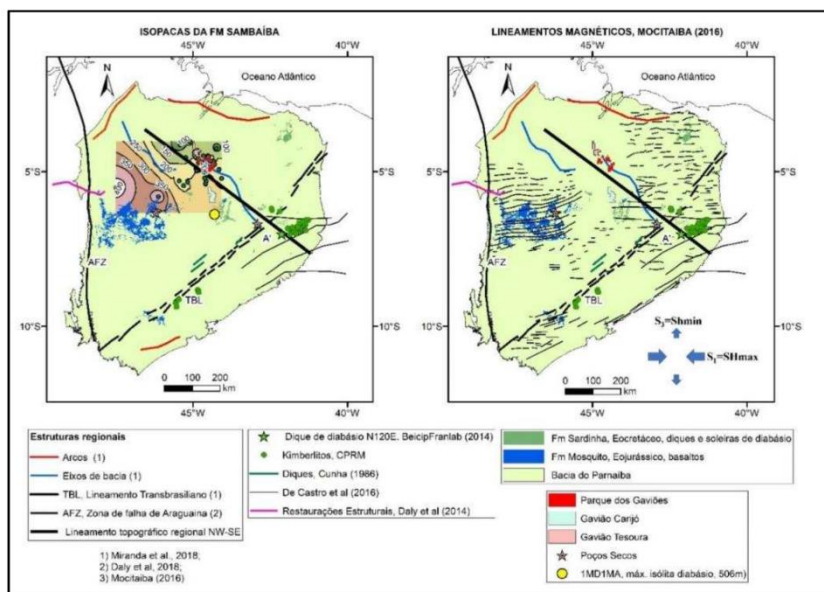 ISOPACAS DA FM SAMBAÍBA
45°W
40°W
N
Oceano Atlântico
5°S
100
A'
AFZ
TBL
10°S
0 100 200
km
45°W
40°W
LINEAMENTOS MAGNÉTICOS, MOCITAIBA (2016)
45°W
40°W
N
Oceano Atlântico
5°S
A'
AFZ
TBL
10°S
S3=Shmin
S1=SHmax
0 100 200
km
45°W
40°W
Estruturas regionais
Arcos (1)
Eixos de bacia (1)
TBL, Lineamento Transbrasiliano (1)
AFZ, Zona de falha de Araguaina (2)
Lineamento topográfico regional NW-SE
1) Miranda et al., 2018;
2) Daly et al, 2018;
3) Mocitaiba (2016)
Dique de diabásio N120E. BeicipFranlab (2014)
Kimberlitos, CPRM
Diques, Cunha (1986)
De Castro et al (2016)
Restaurações Estruturais, Daly et al (2014)
Fm Sardinha, Eocretáceo, diques e soleiras de diabásio
Fm Mosquito, Eojurássico, basaltos
Bacia do Parnaiba
Parque dos Gaviões
Gavião Carijó
Gavião Tesoura
Poços Secos
1MD1MA, máx. isólita diabásio, 506m)